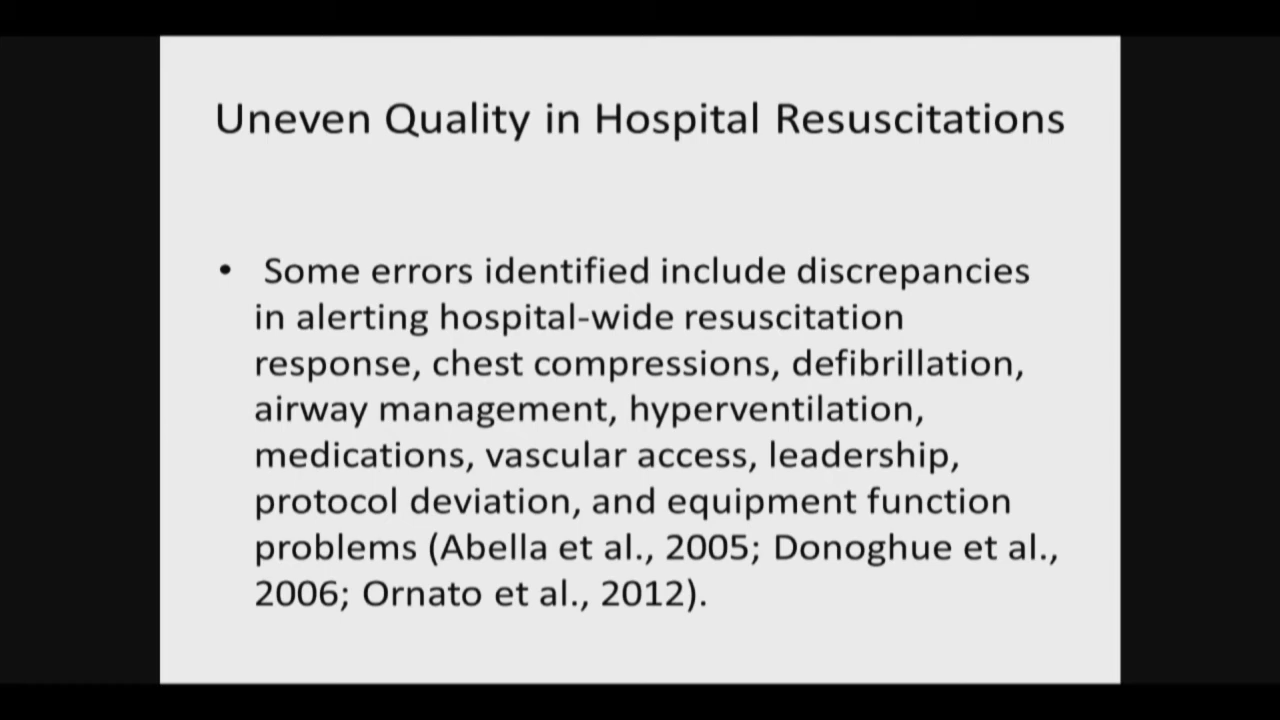 Uneven Quality in Hospital Resuscitations
• Some errors identified include discrepancies
in alerting hospital-wide resuscitation
response, chest compressions, defibrillation,
airway management, hyperventilation,
medications, vascular access, leadership,
protocol deviation, and equipment function
problems (Abella et al., 2005; Donoghue et al.,
2006; Ornato et al., 2012).